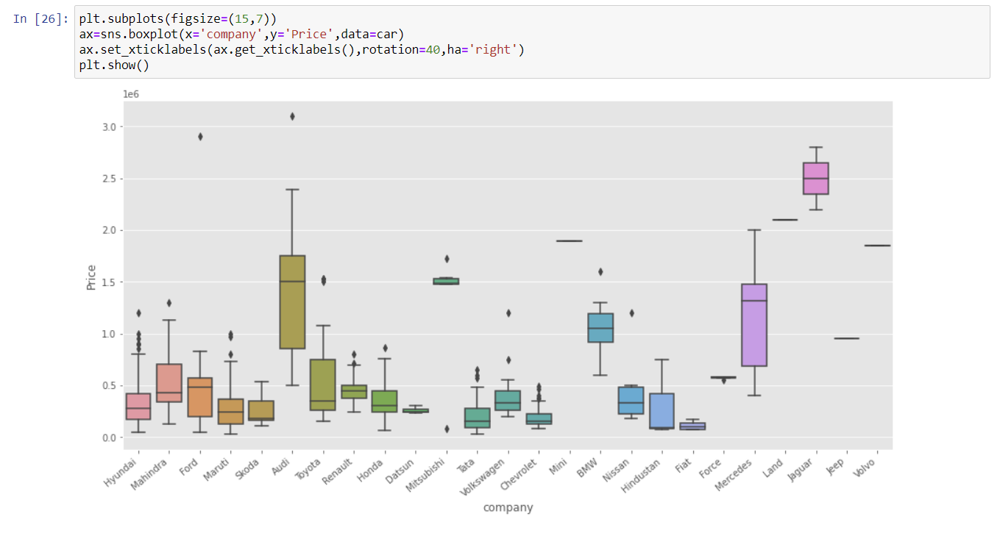 In [26]: plt.subplots(figsize=(15,7))
ax=sns.boxplot(x='company',y='Price',data=car)
ax.set_xticklabels(ax.get_xticklabels(),rotation=40,ha='right')
plt.show()
1e6
3.0
2.5
2.0
1.5
1.0
0.5
0.0
Price
Hyundai
Mahindra
Ford
Maruti
Skoda
Audi
Toyota
Renault
Honda
Datsun
Mitsubishi
Tata
Volkswagen
Chevrolet
Mini
BMW
Nissan
Hindustan
Fiat
Force
Mercedes
Land
Jaguar
Jeep
Volvo
company